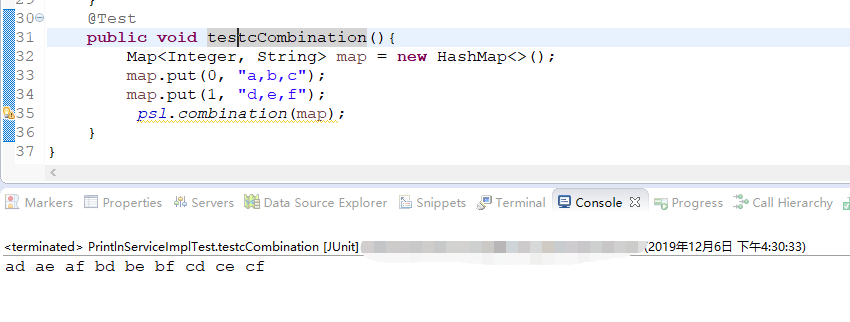 30 @Test
31 public void testcCombination(){
32 Map<Integer, String> map = new HashMap<>();
33 map.put(0, "a,b,c");
34 map.put(1, "d,e,f");
35 psl.combination(map);
36 }
37 }
Markers Properties Servers Data Source Explorer Snippets Terminal Console Progress Call Hierarchy
<terminated> PrintlnServiceImplTest.testcCombination [JUnit] (2019年12月6日 下午4:30:33)
ad ae af bd be bf cd ce cf